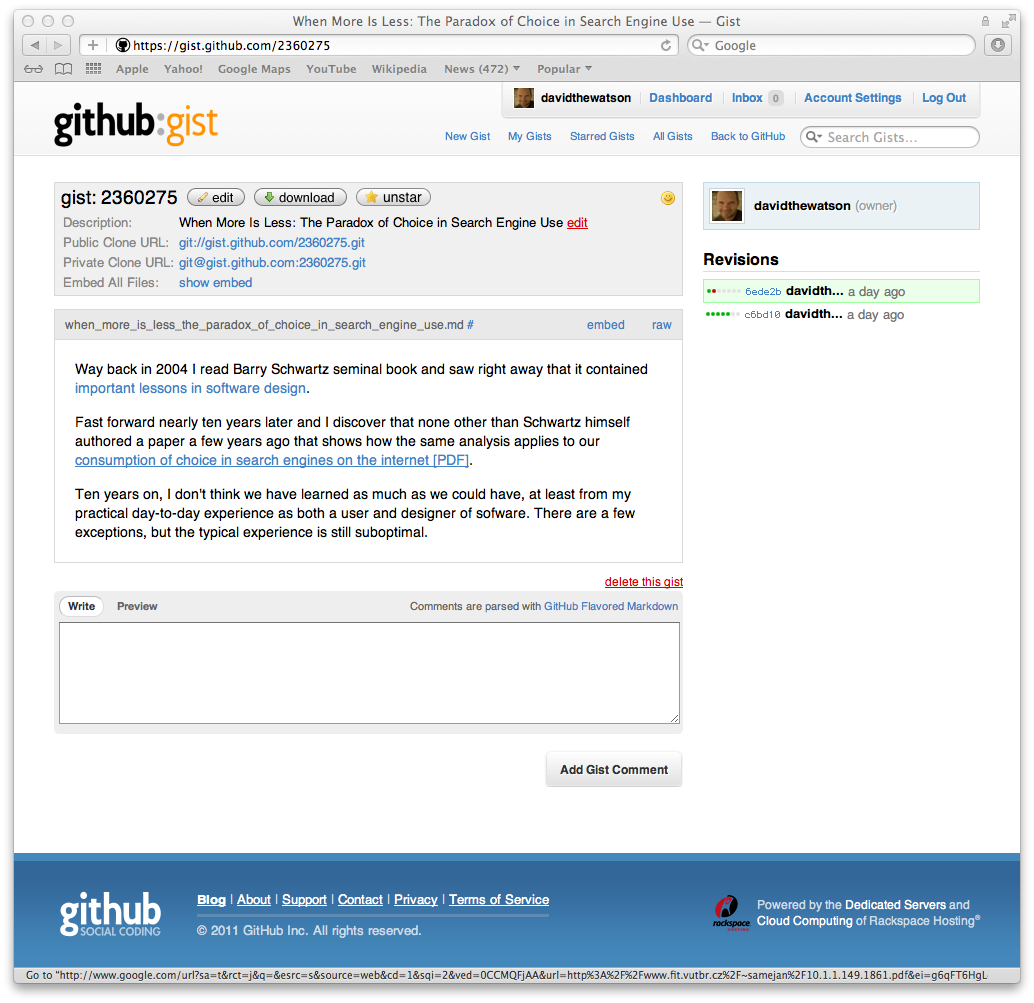 When More Is Less: The Paradox of Choice in Search Engine Use — Gist
https://gist.github.com/2360275
Google
Apple Yahoo! Google Maps YouTube Wikipedia News (472) Popular
github:gist
davidthewatson Dashboard Inbox 0 Account Settings Log Out
New Gist My Gists Starred Gists All Gists Back to GitHub Search Gists...
gist: 2360275 edit download unstar
Description: When More Is Less: The Paradox of Choice in Search Engine Use edit
Public Clone URL: git://gist.github.com/2360275.git
Private Clone URL: git@gist.github.com:2360275.git
Embed All Files: show embed
davidthewatson (owner)
Revisions
6ede2b davidth... a day ago
c6bd10 davidth... a day ago
when_more_is_less_the_paradox_of_choice_in_search_engine_use.md # embed raw
Way back in 2004 I read Barry Schwartz seminal book and saw right away that it contained
important lessons in software design.
Fast forward nearly ten years later and I discover that none other than Schwartz himself
authored a paper a few years ago that shows how the same analysis applies to our
consumption of choice in search engines on the internet [PDF].
Ten years on, I don't think we have learned as much as we could have, at least from my
practical day-to-day experience as both a user and designer of sofware. There are a few
exceptions, but the typical experience is still suboptimal.
delete this gist
Write Preview Comments are parsed with GitHub Flavored Markdown
Add Gist Comment
github
SOCIAL CODING
Blog | About | Support | Contact | Privacy | Terms of Service
© 2011 GitHub Inc. All rights reserved.
rackspace
HOSTING
Powered by the Dedicated Servers and
Cloud Computing of Rackspace Hosting®
Go to "http://www.google.com/url?sa=t&rct=j&q=&esrc=s&source=web&cd=1&sqi=2&ved=0CCMQFjAA&url=http%3A%2F%2Fwww.fit.vutbr.cz%2F~samejan%2F10.1.1.149.1861.pdf&ei=g6qFT6HgL